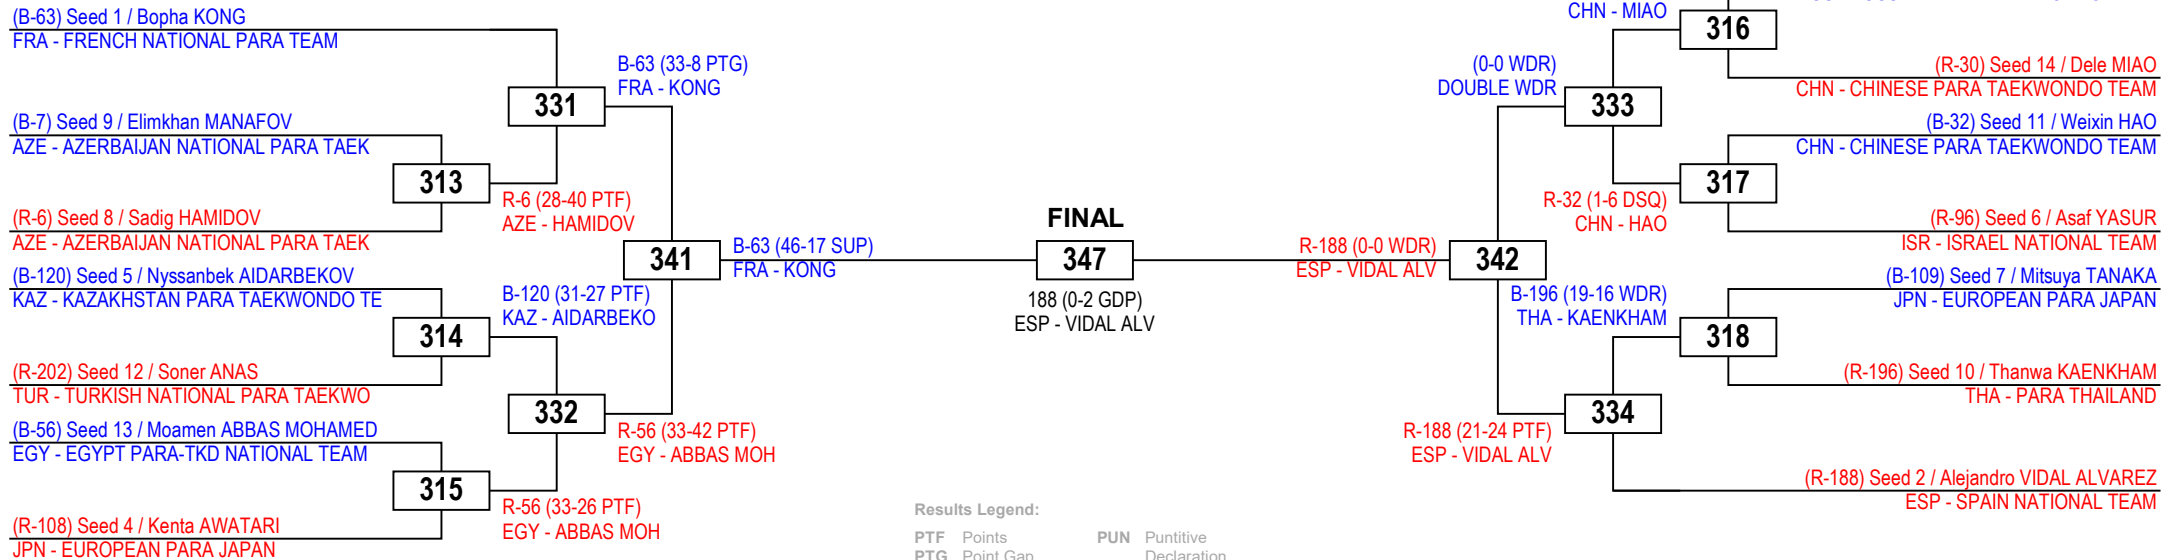 (B-63) Seed 1 / Bopha KONG
FRA - FRENCH NATIONAL PARA TEAM
B-63 (33-8 PTG)
FRA - KONG
331
(B-7) Seed 9 / Elimkhan MANAFOV
AZE - AZERBAIJAN NATIONAL PARA TAEK
313
R-6 (28-40 PTF)
AZE - HAMIDOV
(R-6) Seed 8 / Sadig HAMIDOV
AZE - AZERBAIJAN NATIONAL PARA TAEK
341
B-63 (46-17 SUP)
FRA - KONG
(B-120) Seed 5 / Nyssanbek AIDARBEKOV
KAZ - KAZAKHSTAN PARA TAEKWONDO TE
B-120 (31-27 PTF)
KAZ - AIDARBEKO
314
(R-202) Seed 12 / Soner ANAS
TUR - TURKISH NATIONAL PARA TAEKWO
332
R-56 (33-42 PTF)
EGY - ABBAS MOH
(B-56) Seed 13 / Moamen ABBAS MOHAMED
EGY - EGYPT PARA-TKD NATIONAL TEAM
315
R-56 (33-26 PTF)
EGY - ABBAS MOH
(R-108) Seed 4 / Kenta AWATARI
JPN - EUROPEAN PARA JAPAN
FINAL
347
188 (0-2 GDP)
ESP - VIDAL ALV
CHN - MIAO
316
(R-30) Seed 14 / Dele MIAO
CHN - CHINESE PARA TAEKWONDO TEAM
(0-0 WDR)
DOUBLE WDR
333
(B-32) Seed 11 / Weixin HAO
CHN - CHINESE PARA TAEKWONDO TEAM
317
R-32 (1-6 DSQ)
CHN - HAO
(R-96) Seed 6 / Asaf YASUR
ISR - ISRAEL NATIONAL TEAM
R-188 (0-0 WDR)
ESP - VIDAL ALV
342
(B-109) Seed 7 / Mitsuya TANAKA
JPN - EUROPEAN PARA JAPAN
B-196 (19-16 WDR)
THA - KAENKHAM
318
(R-196) Seed 10 / Thanwa KAENKHAM
THA - PARA THAILAND
334
R-188 (21-24 PTF)
ESP - VIDAL ALV
(R-188) Seed 2 / Alejandro VIDAL ALVAREZ
ESP - SPAIN NATIONAL TEAM
Results Legend:
PTF Points PUN Puntitive
PTG Point Gap Declaration